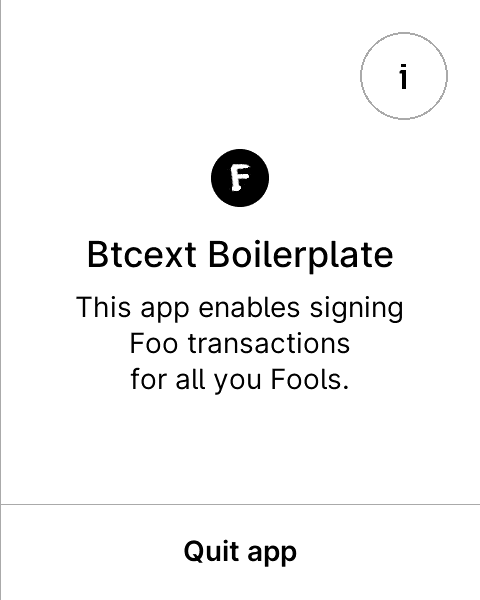 i
F
Btcext Boilerplate
This app enables signing
Foo transactions
for all you Fools.
Quit app